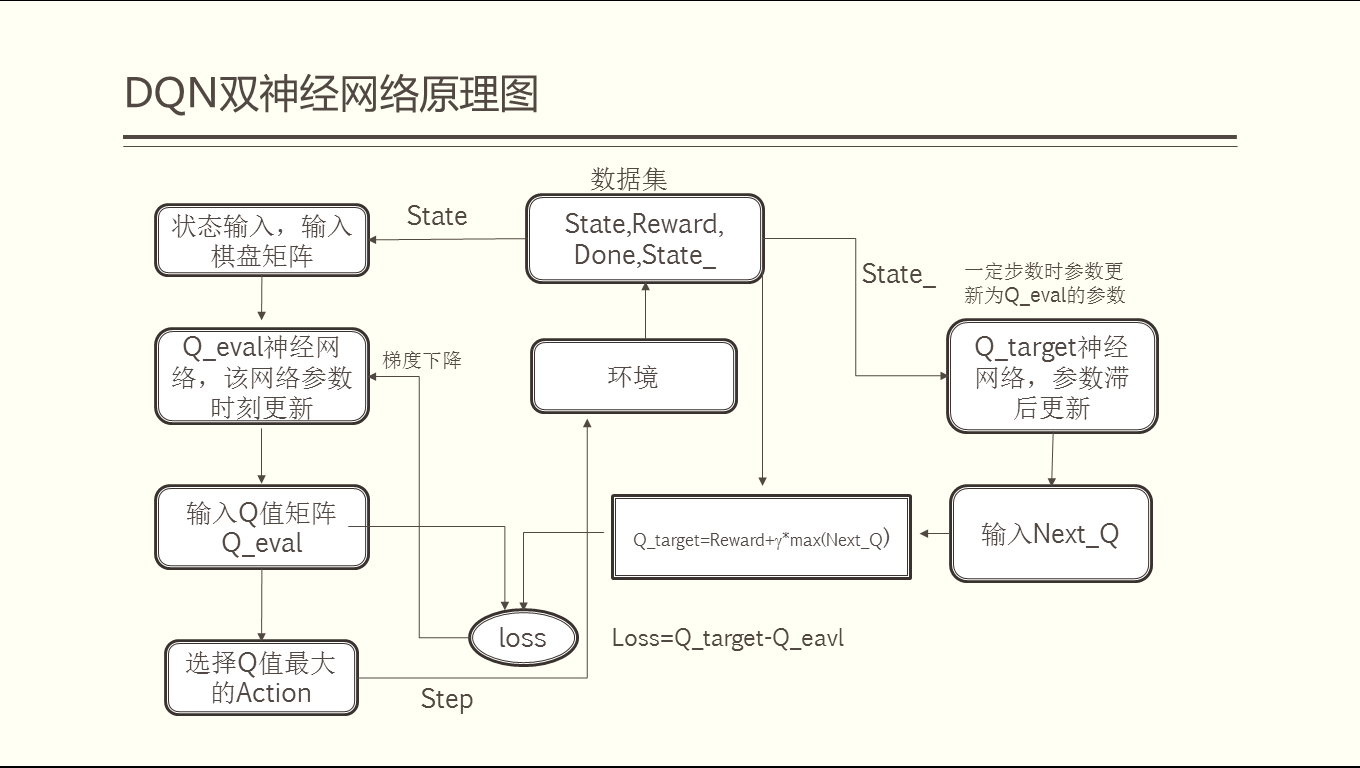 DQN双神经网络原理图
数据集
State
State,Reward,
Done,State_
状态输入，输入
棋盘矩阵
State_
一定步数时参数更
新为Q_eval的参数
Q_eval神经网
络，该网络参数
时刻更新
梯度下降
环境
Q_target神经
网络，参数滞
后更新
输入Q值矩阵
Q_eval
Q_target=Reward+γ*max(Next_Q)
输入Next_Q
loss
Loss=Q_target-Q_eavl
选择Q值最大
的Action
Step